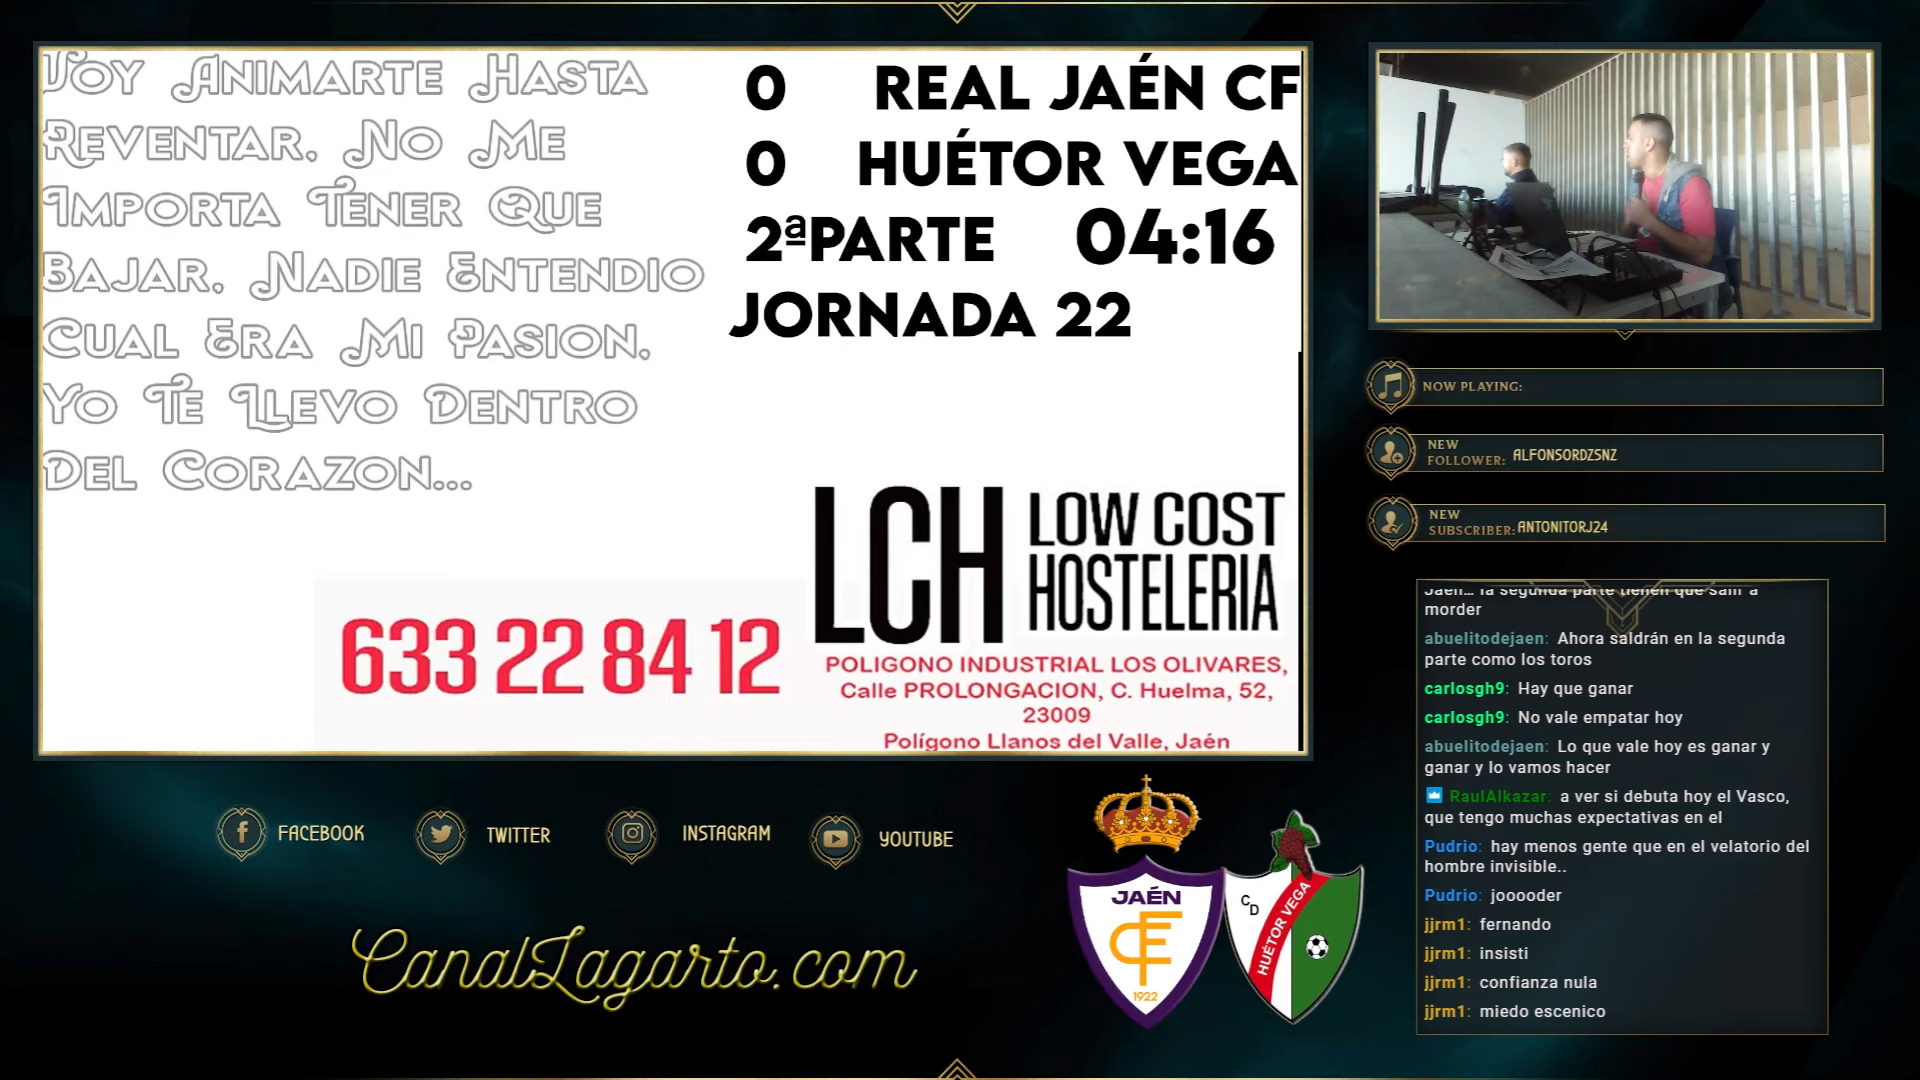 Voy Animarte Hasta
Reventar. No Me
Importa Tener Que
Bajar. Nadie Entendio
Cual Era Mi Pasion.
Yo Te Llevo Dentro
Del Corazon...
0 REAL JAÉN CF
0 HUÉTOR VEGA
2ªPARTE 04:16
JORNADA 22
LCH LOW COST
HOSTELERIA
633 22 84 12
POLIGONO INDUSTRIAL LOS OLIVARES,
Calle PROLONGACION, C. Huelma, 52,
23009
Polígono Llanos del Valle, Jaén
NOW PLAYING:
NEW
FOLLOWER: ALFONSORDZSNZ
NEW
SUBSCRIBER: ANTONITORJ24
Jaen... la segunda parte tienen que salir a
morder
abuelitodejaen: Ahora saldrán en la segunda
parte como los toros
carlosgh9: Hay que ganar
carlosgh9: No vale empatar hoy
abuelitodejaen: Lo que vale hoy es ganar y
ganar y lo vamos hacer
RaulAlkazar: a ver si debuta hoy el Vasco,
que tengo muchas expectativas en el
Pudrio: hay menos gente que en el velatorio del
hombre invisible..
Pudrio: jooooder
jjrm1: fernando
jjrm1: insisti
jjrm1: confianza nula
jjrm1: miedo escenico
FACEBOOK
TWITTER
INSTAGRAM
YOUTUBE
CanalLagarto.com
JAÉN
CF
1922
CD
HUÉTOR VEGA